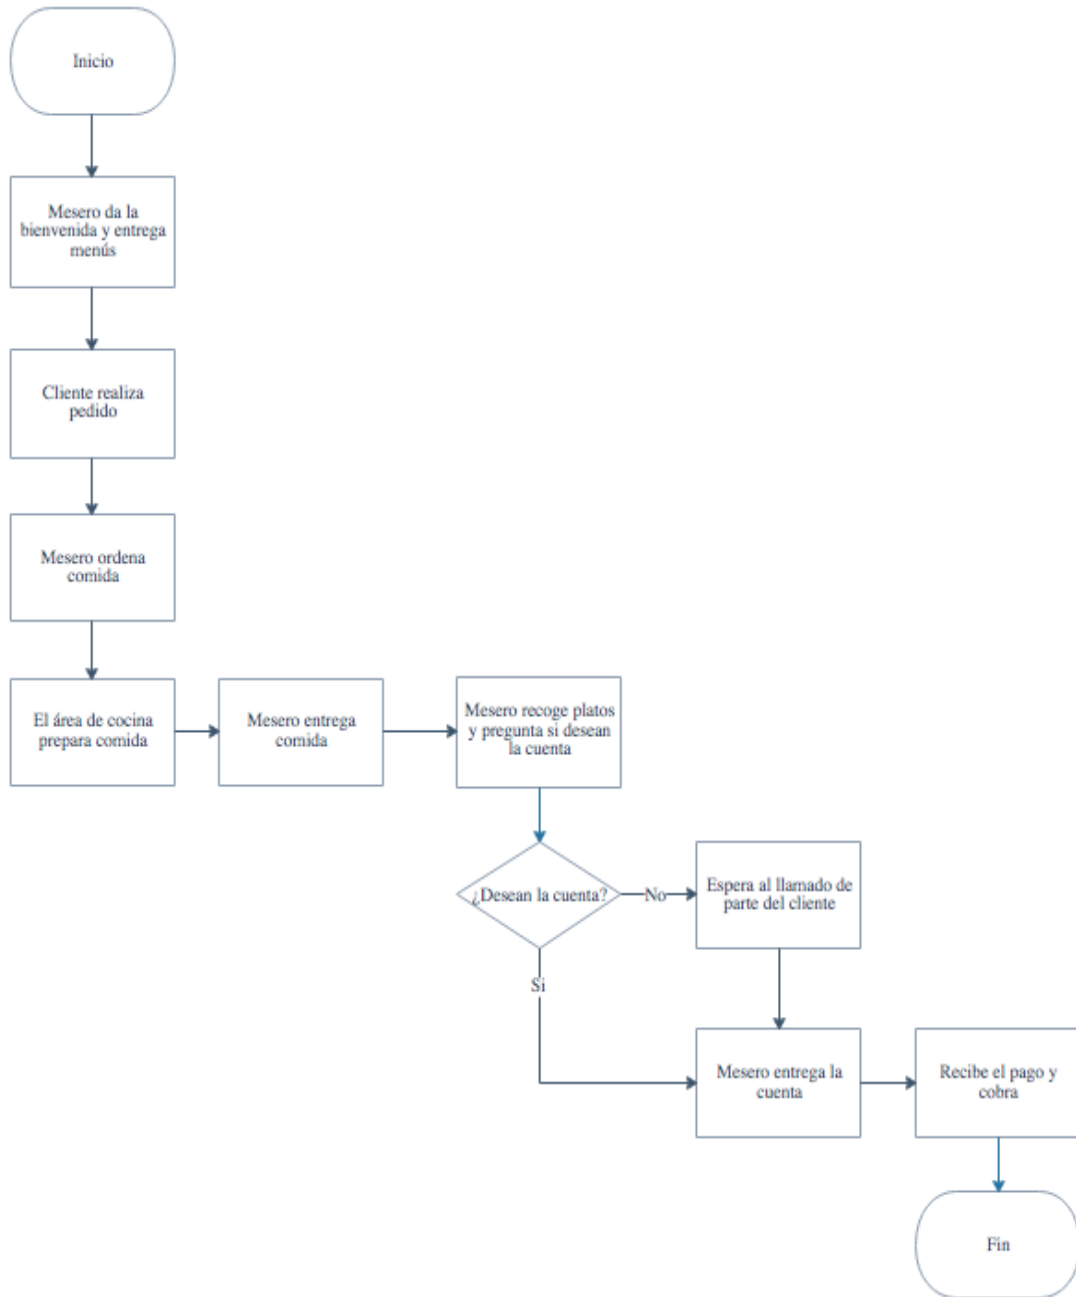 Inicio
Mesero da la
bienvenida y entrega
menús
Cliente realiza
pedido
Mesero ordena
comida
El área de cocina
prepara comida
Mesero entrega
comida
Mesero recoge platos
y pregunta si desean
la cuenta
¿Desean la cuenta?
No
Espera al llamado de
parte del cliente
Si
Mesero entrega la
cuenta
Recibe el pago y
cobra
Fin